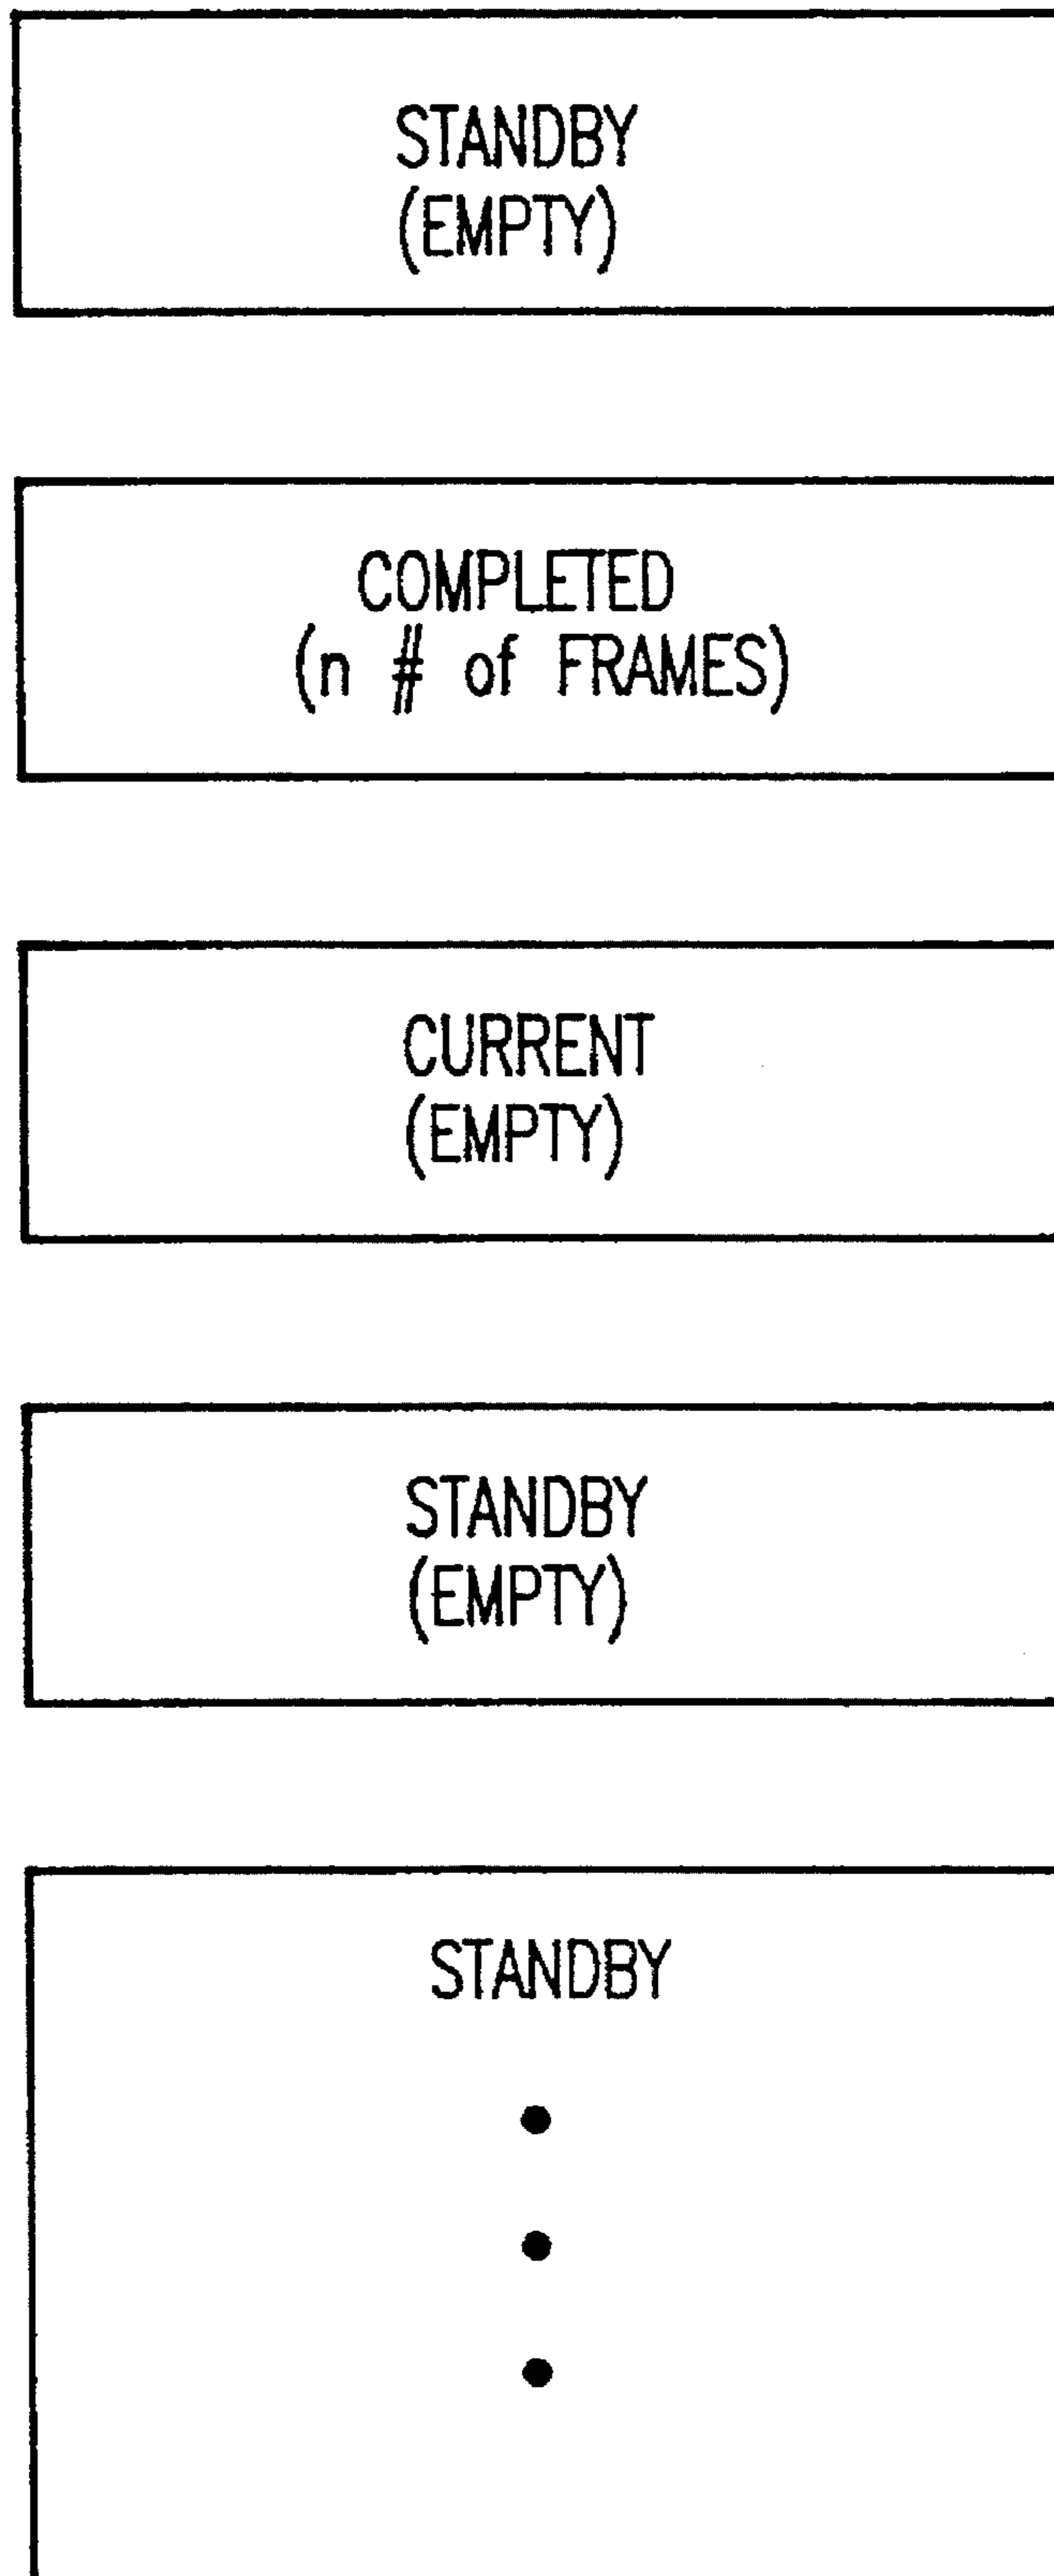 STANDBY
(EMPTY)
COMPLETED
(n # of FRAMES)
CURRENT
(EMPTY)
STANDBY
(EMPTY)
STANDBY